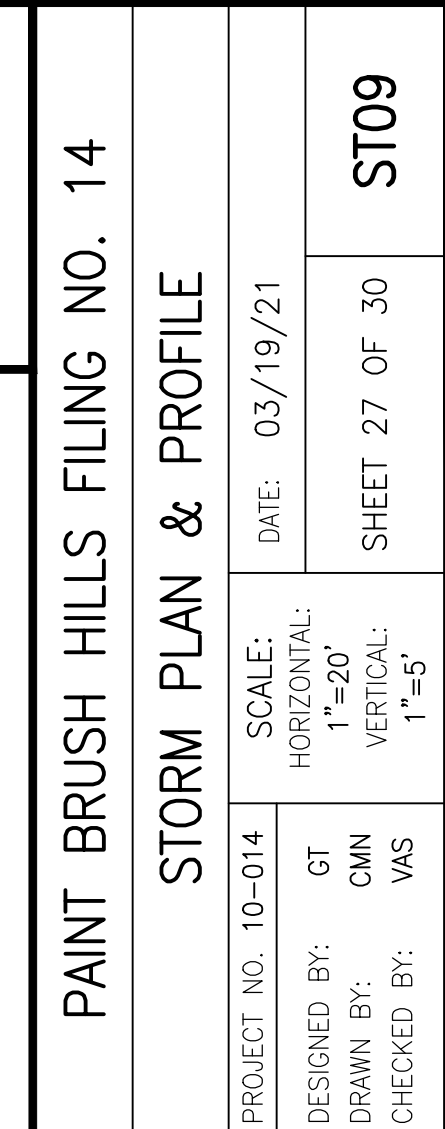 PAINT BRUSH HILLS FILING NO. 14
STORM PLAN & PROFILE
PROJECT NO. 10-014
DESIGNED BY: GT
DRAWN BY: CMN
CHECKED BY: VAS
SCALE:
HORIZONTAL:
1"=20'
VERTICAL:
1"=5'
DATE: 03/19/21
SHEET 27 OF 30
ST09